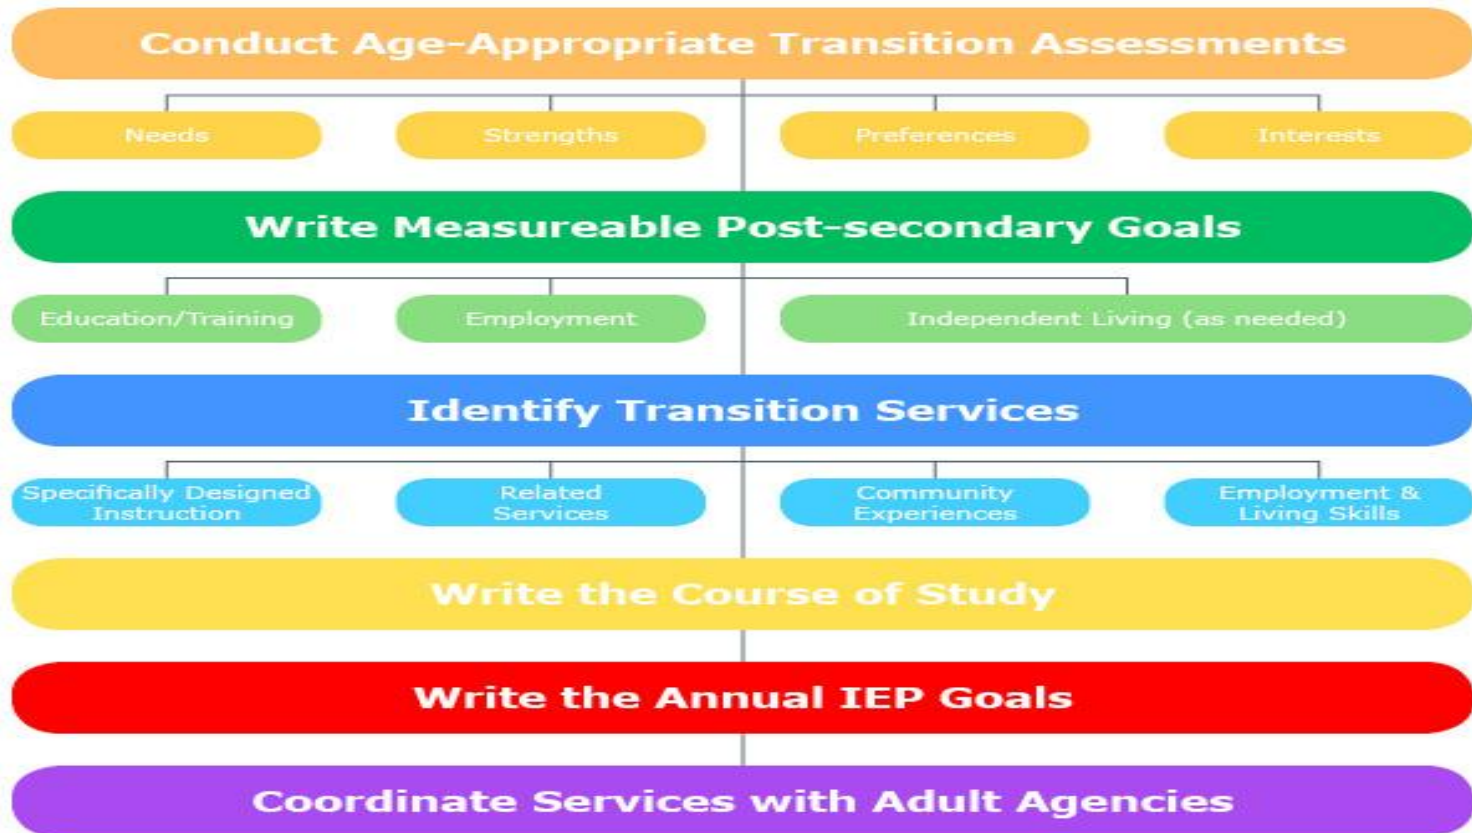 Conduct Age-Appropriate Transition Assessments
Needs
Strengths
Preferences
Interests
Write Measureable Post-secondary Goals
Education/Training
Employment
Independent Living (as needed)
Identify Transition Services
Specifically Designed
Instruction
Related
Services
Community
Experiences
Employment &
Living Skills
Write the Course of Study
Write the Annual IEP Goals
Coordinate Services with Adult Agencies